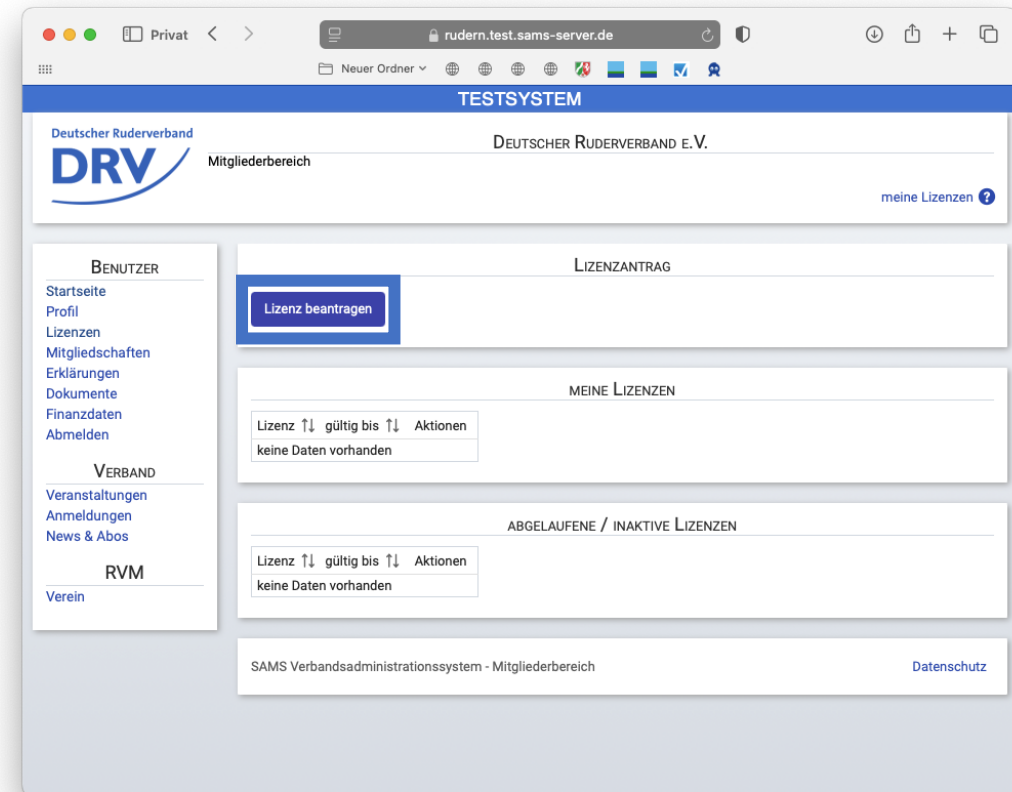 Privat
rudern.test.sams-server.de
Neuer Ordner
TESTSYSTEM
Deutscher Ruderverband
DRV
DEUTSCHER RUDERVERBAND E.V.
Mitgliederbereich
meine Lizenzen ?
BENUTZER
Startseite
Profil
Lizenzen
Mitgliedschaften
Erklärungen
Dokumente
Finanzdaten
Abmelden
VERBAND
Veranstaltungen
Anmeldungen
News & Abos
RVM
Verein
LIZENZANTRAG
Lizenz beantragen
MEINE LIZENZEN
Lizenz gültig bis Aktionen
keine Daten vorhanden
ABGELAUFENE / INAKTIVE LIZENZEN
Lizenz gültig bis Aktionen
keine Daten vorhanden
SAMS Verbandsadministrationssystem - Mitgliederbereich Datenschutz